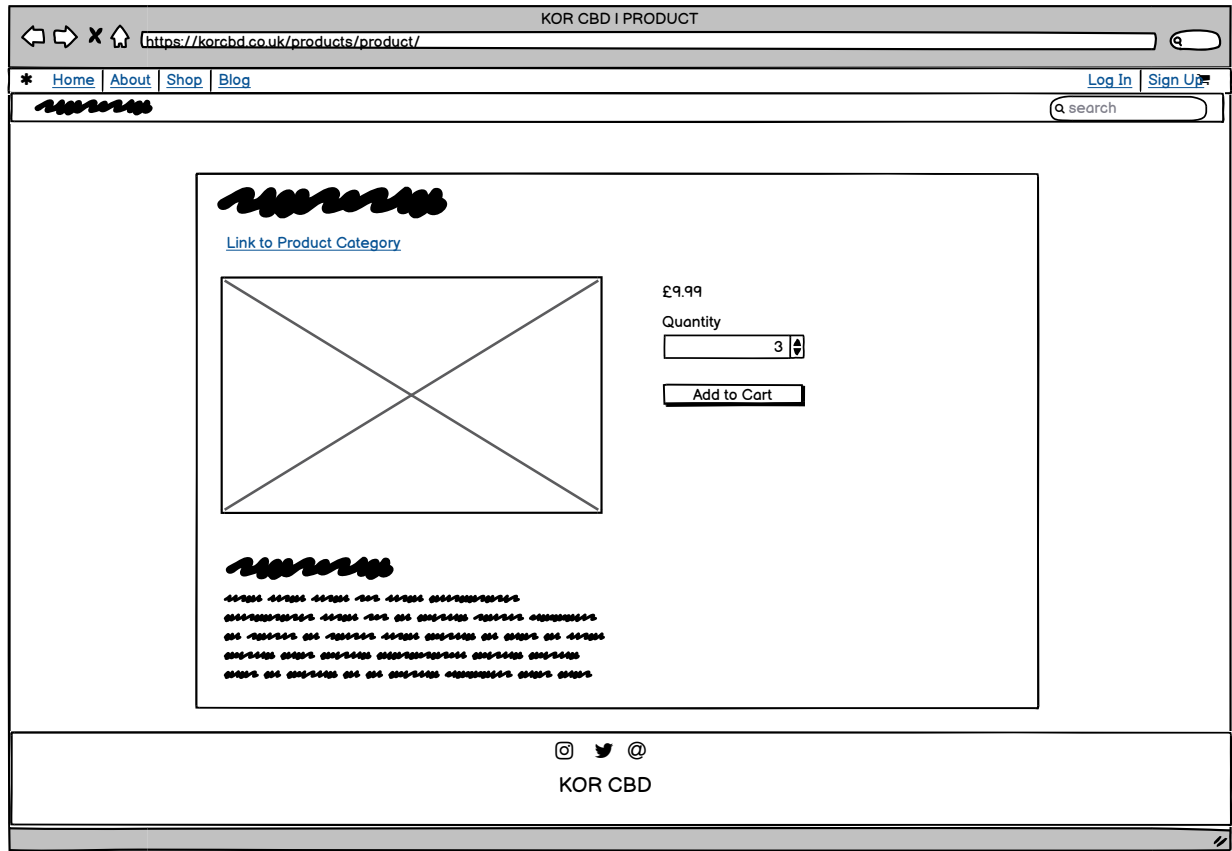 KOR CBD | PRODUCT
https://korcbd.co.uk/products/product/
Home About Shop Blog Log In Sign Up
search
Link to Product Category
£9.99
Quantity
3
Add to Cart
@
KOR CBD